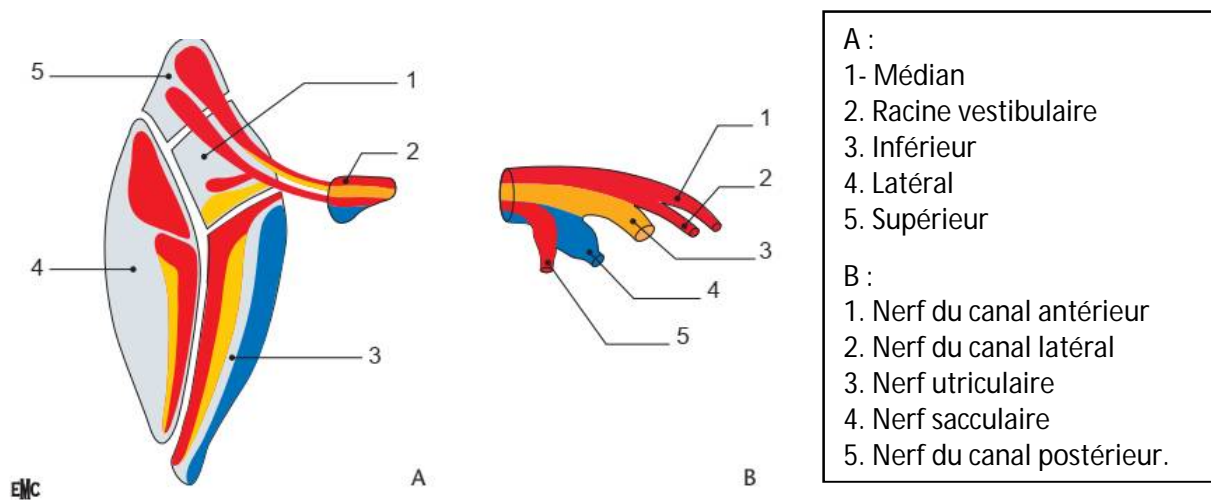 5
1
2
4
3
A
EMC
1
2
3
4
5
B
A :
1- Médian
2. Racine vestibulaire
3. Inférieur
4. Latéral
5. Supérieur
B :
1. Nerf du canal antérieur
2. Nerf du canal latéral
3. Nerf utriculaire
4. Nerf sacculaire
5. Nerf du canal postérieur.